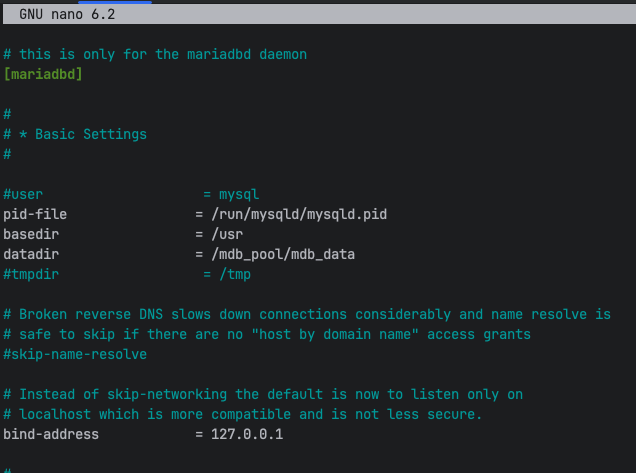 GNU nano 6.2
# this is only for the mariadbd daemon
[mariadbd]
#
# * Basic Settings
#
#user                    = mysql
pid-file                = /run/mysqld/mysqld.pid
basedir                 = /usr
datadir                 = /mdb_pool/mdb_data
#tmpdir                  = /tmp
# Broken reverse DNS slows down connections considerably and name resolve is
# safe to skip if there are no "host by domain name" access grants
#skip-name-resolve
# Instead of skip-networking the default is now to listen only on
# localhost which is more compatible and is not less secure.
bind-address            = 127.0.0.1
#